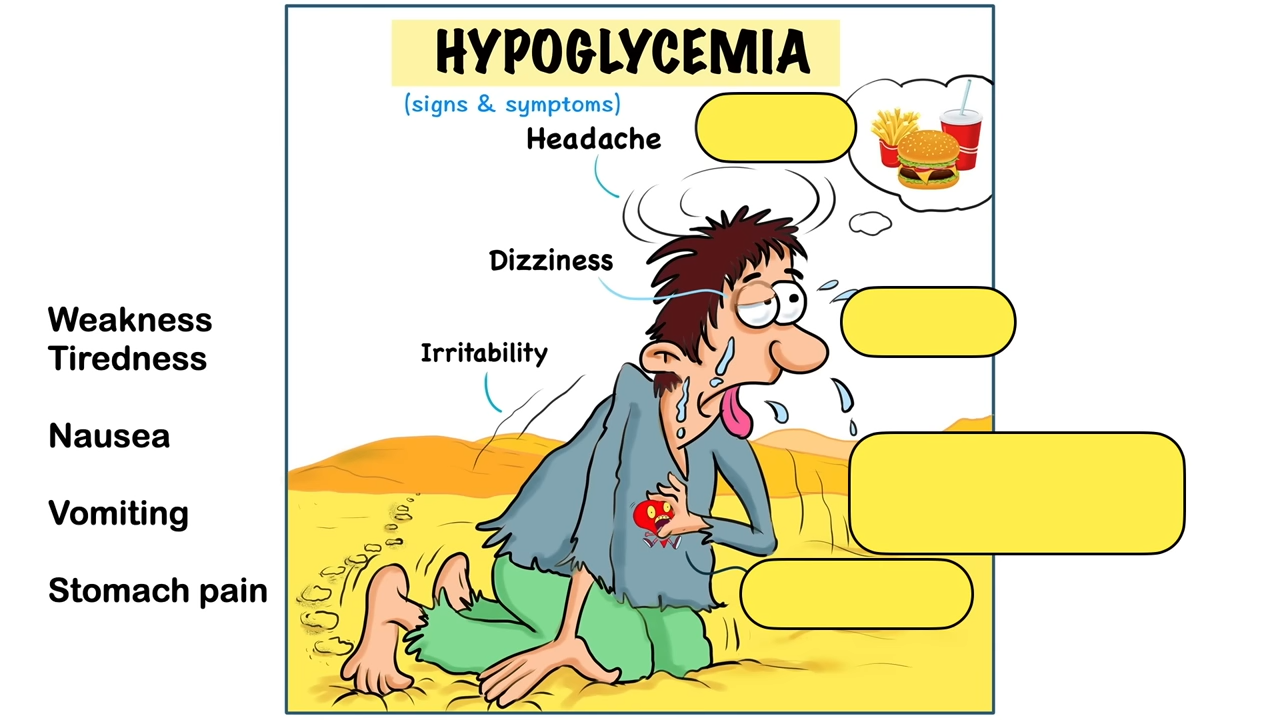 HYPOGLYCEMIA
(signs & symptoms)
Headache
Dizziness
Irritability
Weakness
Tiredness
Nausea
Vomiting
Stomach pain